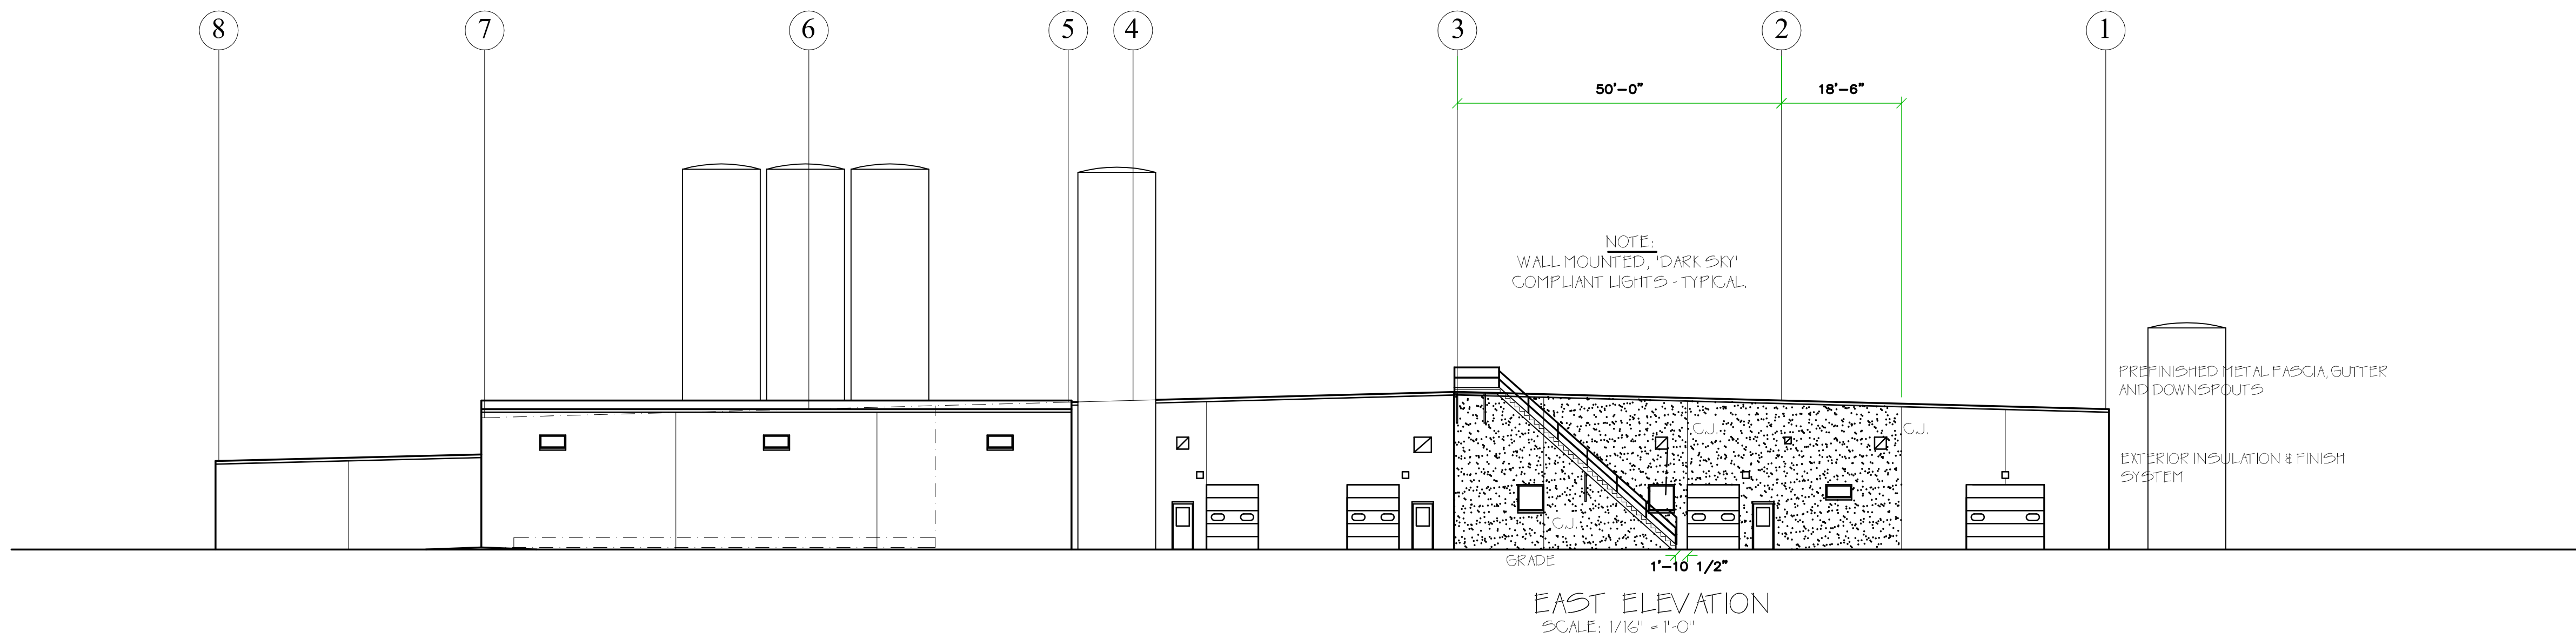 8 7 6 5 4 3 2 1
50'-0" 18'-6"
NOTE:
WALL MOUNTED, 'DARK SKY'
COMPLIANT LIGHTS - TYPICAL.
PREFINISHED METAL FASCIA, GUTTER
AND DOWNSPOUTS
C.J. C.J.
EXTERIOR INSULATION & FINISH
SYSTEM
C.J.
GRADE
1'-10 1/2"
EAST ELEVATION
SCALE: 1/16" = 1'-0"